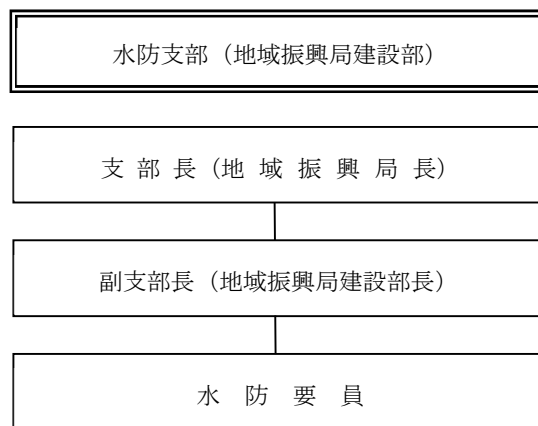 水防支部（地域振興局建設部）
支 部 長（地 域 振 興 局 長）
副支部長（地域振興局建設部長）
水　防　要　員